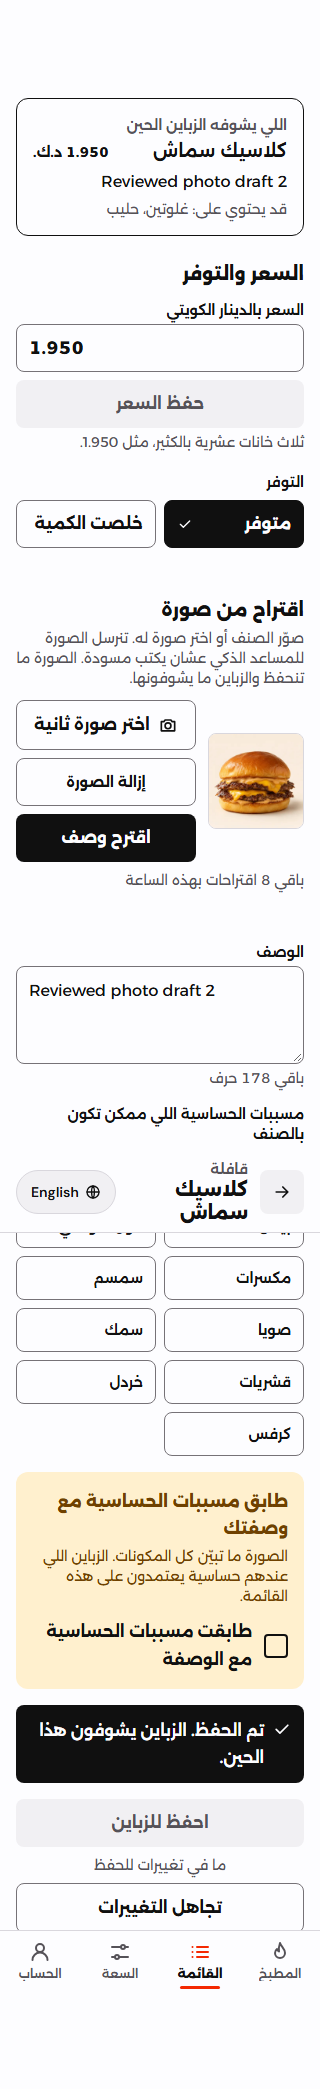 اللي يشوفه الزباين الحين
كلاسيك سماش
1.950 د.ك.
Reviewed photo draft 2
قد يحتوي على: غلوتين، حليب
السعر والتوفر
السعر بالدينار الكويتي
1.950
حفظ السعر
ثلاث خانات عشرية بالكثير، مثل 1.950.
التوفر
متوفر
خلصت الكمية
اقتراح من صورة
صوّر الصنف أو اختر صورة له. تنرسل الصورة
للمساعد الذكي عشان يكتب مسودة. الصورة ما
تنحفظ والزباين ما يشوفونها.
اختر صورة ثانية
إزالة الصورة
اقترح وصف
باقي 8 اقتراحات بهذه الساعة
الوصف
Reviewed photo draft 2
باقي 178 حرف
مسببات الحساسية اللي ممكن تكون
بالصنف
قافلة
كلاسيك
سماش
English
مكسرات
سمسم
صويا
سمك
قشريات
خردل
كرفس
طابق مسببات الحساسية مع
وصفتك
الصورة ما تبيّن كل المكونات. الزباين اللي
عندهم حساسية يعتمدون على هذه
القائمة.
طابقت مسببات الحساسية
مع الوصفة
تم الحفظ. الزباين يشوفون هذا
الحين.
احفظ للزباين
ما في تغييرات للحفظ
تجاهل التغييرات
المطبخ
القائمة
السعة
الحساب